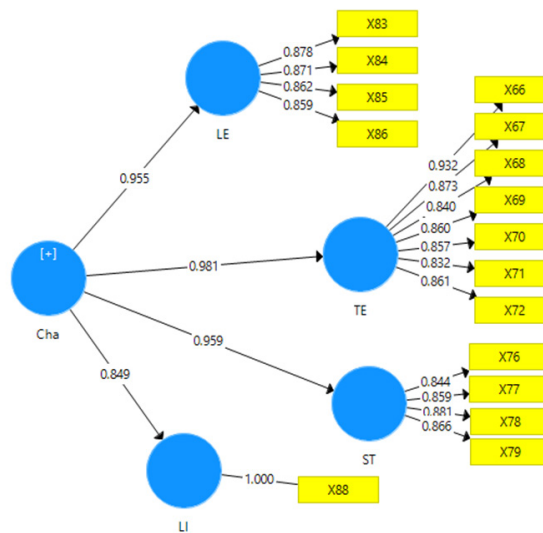 X83
0.878
X84
0.871
0.862
X85
0.859
X86
LE
X66
X67
0.932
X68
0.873
0.840
X69
0.860
X70
0.857
0.832
X71
0.861
X72
TE
0.955
[+]
0.981
Cha
0.959
0.849
X76
0.844
X77
0.859
0.881
X78
0.866
X79
ST
1.000
X88
LI